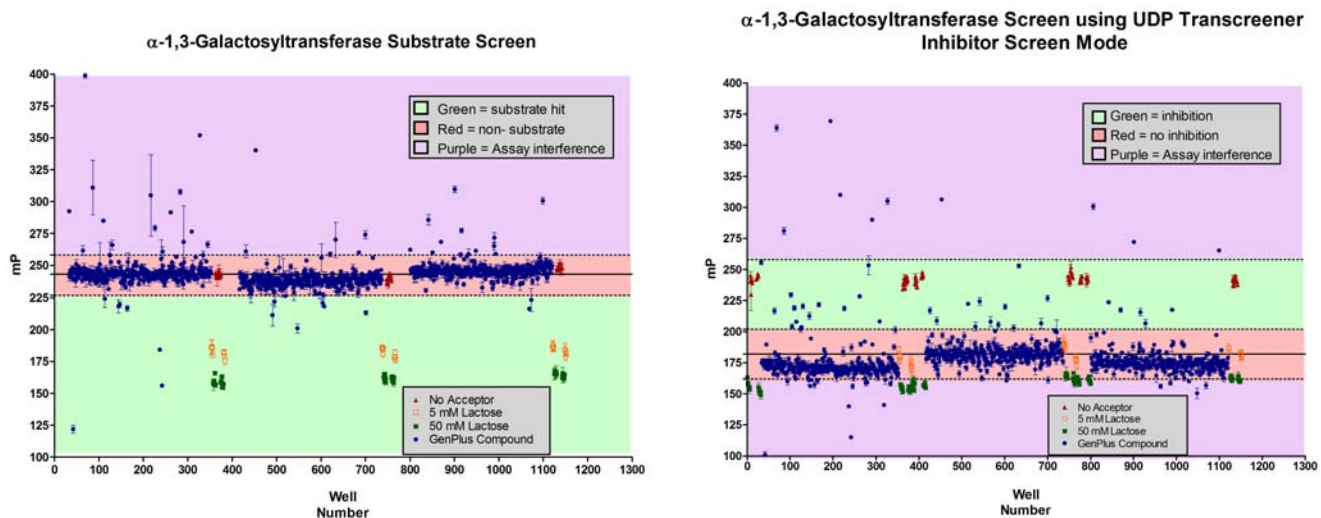 α-1,3-Galactosyltransferase Substrate Screen
400
375
350
325
300
275
250
225
200
175
150
125
100
mP
Green = substrate hit
Red = non- substrate
Purple = Assay interference
No Acceptor
5 mM Lactose
50 mM Lactose
GenPlus Compound
0 100 200 300 400 500 600 700 800 900 1000 1100 1200 1300
Well
Number
α-1,3-Galactosyltransferase Screen using UDP Transcreener
Inhibitor Screen Mode
400
375
350
325
300
275
250
225
200
175
150
125
100
mP
Green = inhibition
Red = no inhibition
Purple = Assay interference
No Acceptor
5 mM Lactose
50 mM Lactose
GenPlus Compound
0 100 200 300 400 500 600 700 800 900 1000 1100 1200 1300
Well
Number